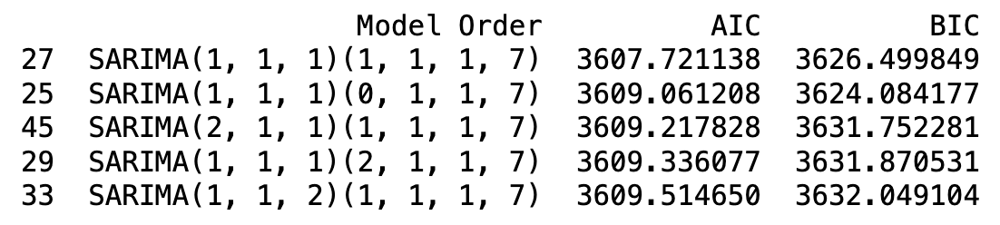 Model Order AIC BIC
27 SARIMA(1, 1, 1)(1, 1, 1, 7) 3607.721138 3626.499849
25 SARIMA(1, 1, 1)(0, 1, 1, 7) 3609.061208 3624.084177
45 SARIMA(2, 1, 1)(1, 1, 1, 7) 3609.217828 3631.752281
29 SARIMA(1, 1, 1)(2, 1, 1, 7) 3609.336077 3631.870531
33 SARIMA(1, 1, 2)(1, 1, 1, 7) 3609.514650 3632.049104